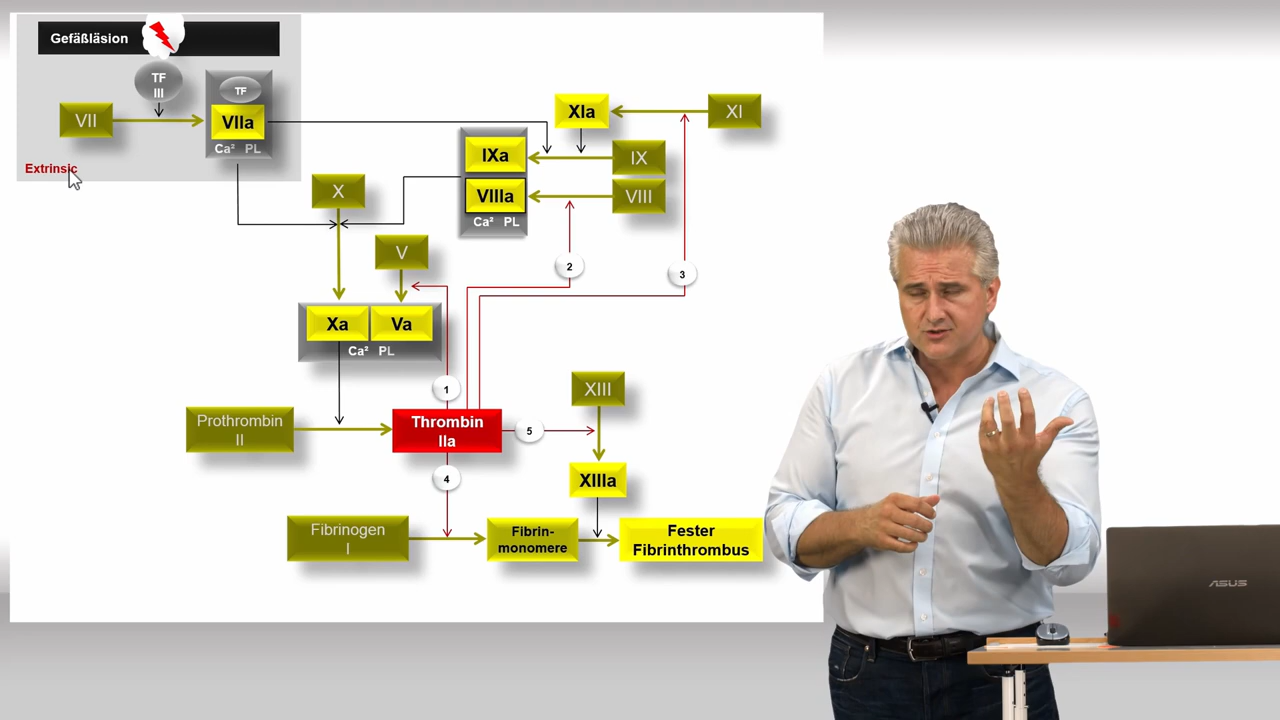 Gefäßläsion
TF
III
TF
VII
VIIa
Ca² PL
Extrinsic
XIa
XI
IXa
IX
VIIIa
VIII
Ca² PL
X
V
2
3
Xa
Va
Ca² PL
1
XIII
Prothrombin
II
Thrombin
IIa
5
4
XIIIa
Fibrinogen
I
Fibrin-
monomere
Fester
Fibrinthrombus
ASUS